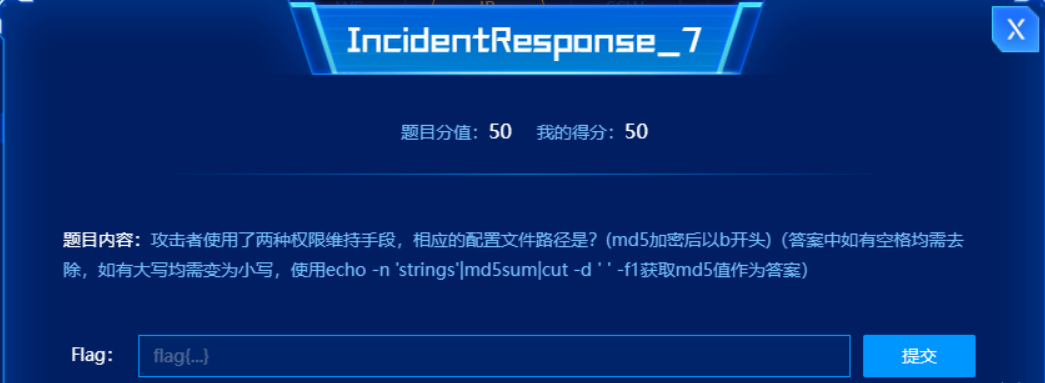 IncidentResponse_7
X
题目分值：50 我的得分：50
题目内容：攻击者使用了两种权限维持手段，相应的配置文件路径是？(md5加密后以b开头)（答案中如有空格均需去
除，如有大写均需变为小写，使用echo -n 'strings'|md5sum|cut -d ' ' -f1获取md5值作为答案）
Flag： flag{...} 提交